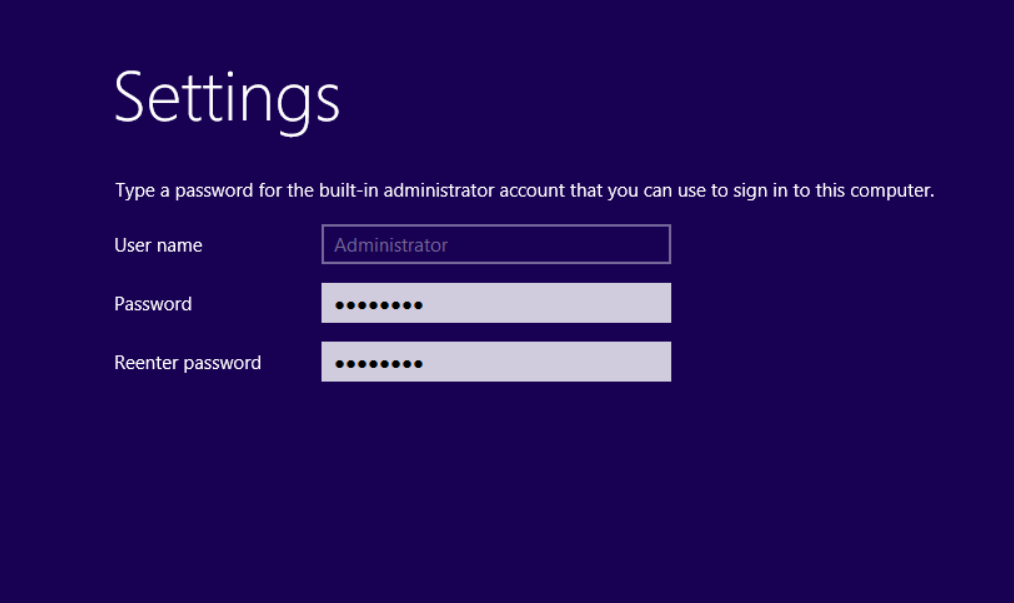 Settings
Type a password for the built-in administrator account that you can use to sign in to this computer.
User name Administrator
Password ••••••••
Reenter password ••••••••